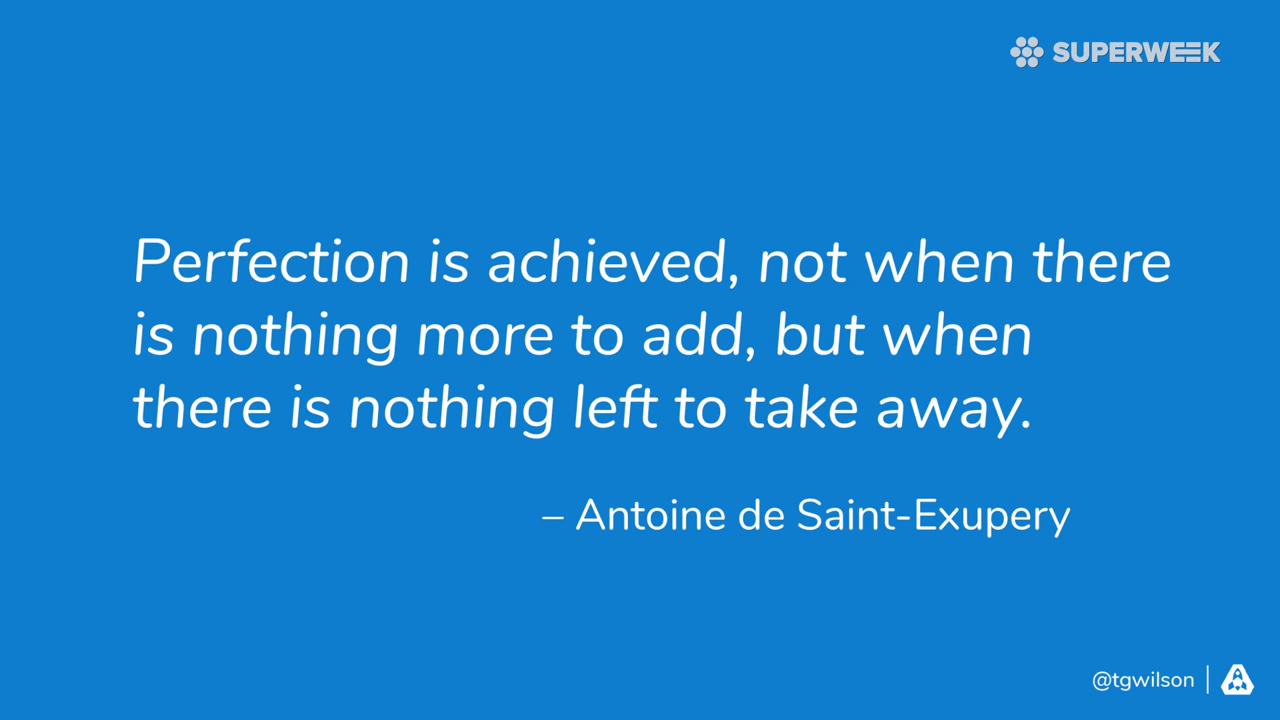 SUPERWEEK
Perfection is achieved, not when there
is nothing more to add, but when
there is nothing left to take away.
– Antoine de Saint-Exupery
@tgwilson